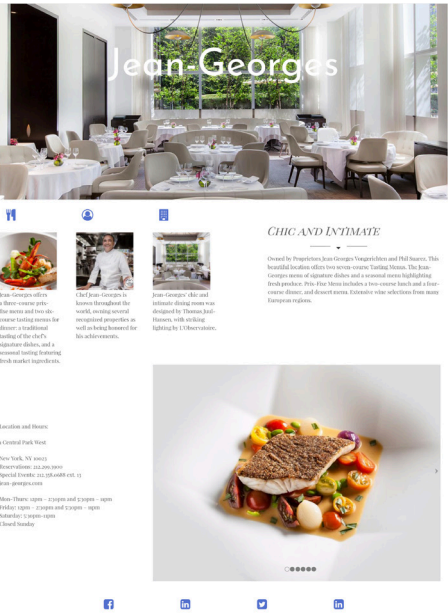 Jean-Georges
CHIC AND INTIMATE
Owned by Proprietors Jean-Georges Vongerichten and Phil Suarez. This
beautiful location offers two seven-course Tasting Menus. The Jean-
Georges menu of signature dishes and a seasonal menu highlighting
fresh produce. Prix-Fixe Menu includes a two-course lunch and a four-
course dinner, and dessert menu. Extensive wine selections from many
European regions.
Jean-Georges offers
a three-course prix-
fixe menu and two six-
course tasting menus for
dinner: a traditional
tasting of the chef's
signature dishes, and a
seasonal tasting featuring
fresh market ingredients.
Chef Jean-Georges is
known throughout the
world, owning several
recognized properties as
well as being honored for
his achievements.
Jean-Georges' chic and
intimate dining room was
designed by Thomas Juul-
Hansen, with striking
lighting by L'Observatoire.
Location and Hours:
1 Central Park West
New York, NY 10023
Reservations: 212.299.3900
Special Events: 212.358.0688 ext. 13
jean-georges.com
Mon-Thurs: 12pm – 2:30pm and 5:30pm – 11pm
Friday: 12pm – 2:30pm and 5:30pm – 11pm
Saturday: 5:30pm-11pm
Closed Sunday